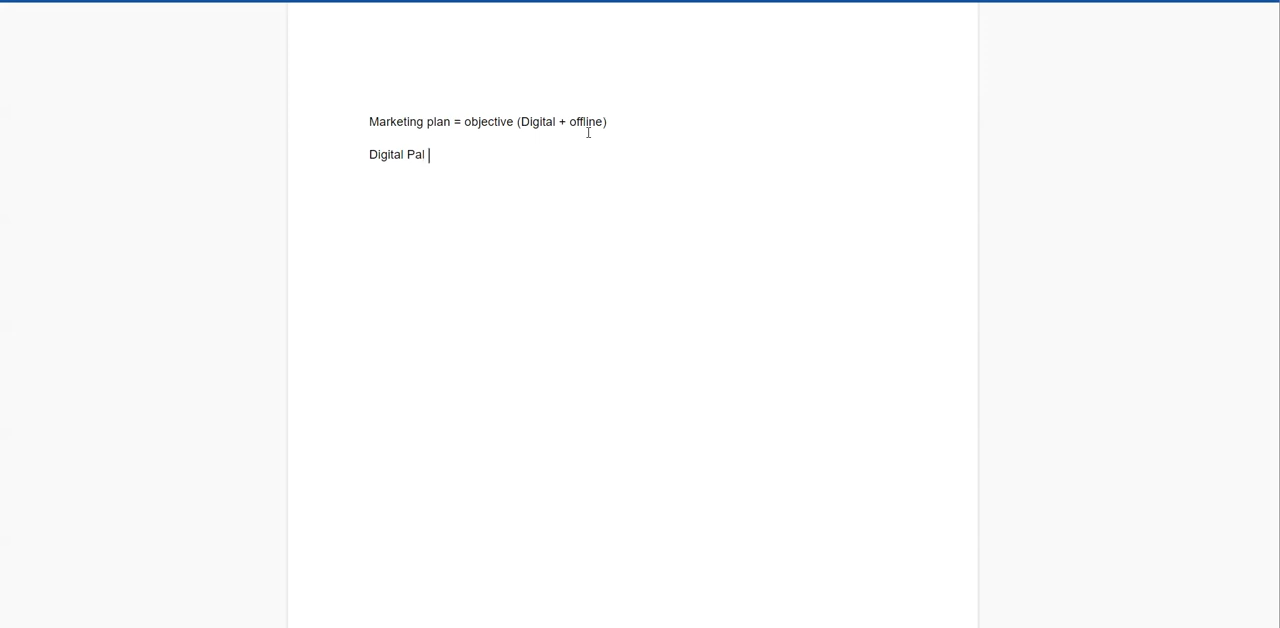 Marketing plan = objective (Digital + offline)
Digital Pal